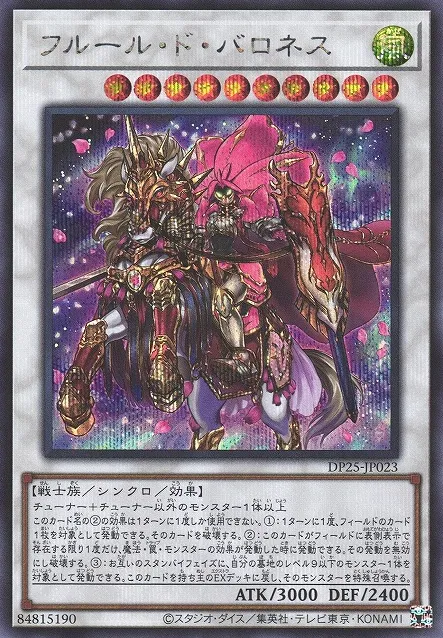 フルール・ド・バロネス
風
DP25-JP023
【戦士族／シンクロ／効果】
チューナー＋チューナー以外のモンスター1体以上
このカード名の②の効果は1ターンに1度しか使用できない。①：1ターンに1度、フィールドのカード
1枚を対象として発動できる。そのカードを破壊する。②：このカードがフィールドに表側表示で
存在する限り1度だけ、魔法・罠・モンスターの効果が発動した時に発動できる。その発動を無効
にし破壊する。③：お互いのスタンバイフェイズに、自分の墓地のレベル9以下のモンスター1体を
対象として発動できる。このカードを持ち主のEXデッキに戻し、そのモンスターを特殊召喚する。
ATK/3000 DEF/2400
84815190
©スタジオ・ダイス／集英社・テレビ東京・KONAMI